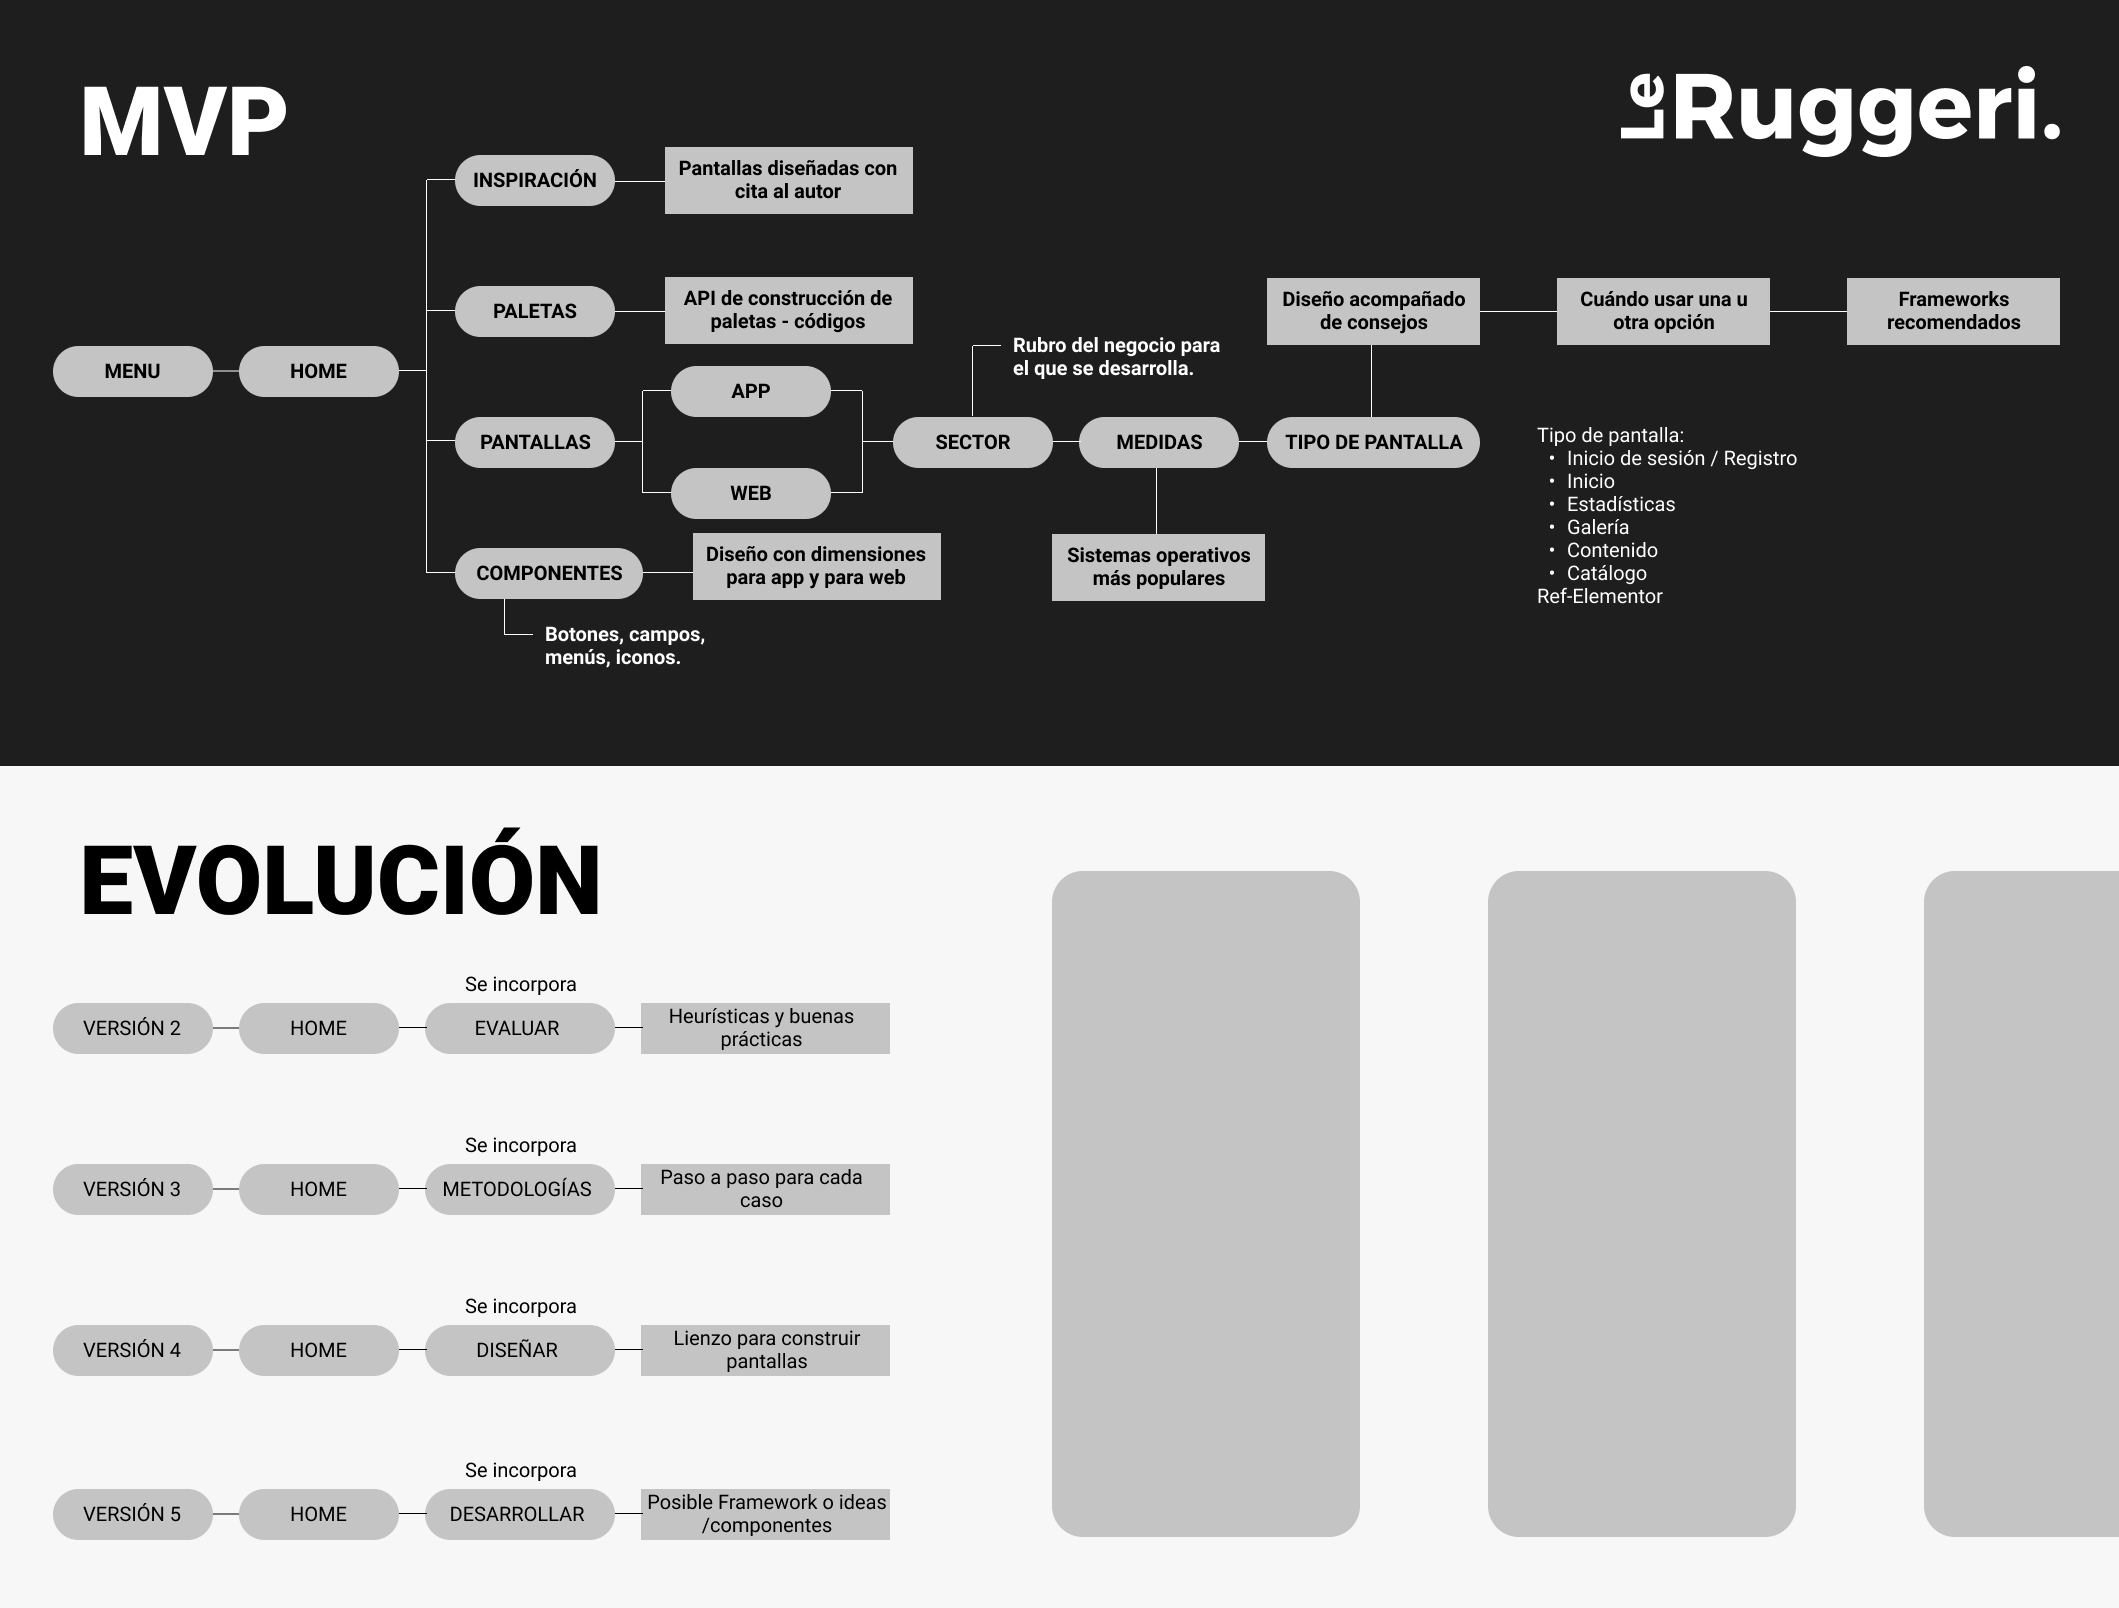 MVP
Le Ruggeri.
INSPIRACIÓN
Pantallas diseñadas con
cita al autor
PALETAS
API de construcción de
paletas - códigos
Diseño acompañado
de consejos
Cuándo usar una u
otra opción
Frameworks
recomendados
Rubro del negocio para
el que se desarrolla.
MENU
HOME
APP
PANTALLAS
SECTOR
MEDIDAS
TIPO DE PANTALLA
WEB
Tipo de pantalla:
• Inicio de sesión / Registro
• Inicio
• Estadísticas
• Galería
• Contenido
• Catálogo
Ref-Elementor
COMPONENTES
Diseño con dimensiones
para app y para web
Sistemas operativos
más populares
Botones, campos,
menús, iconos.
EVOLUCIÓN
Se incorpora
VERSIÓN 2
HOME
EVALUAR
Heurísticas y buenas
prácticas
Se incorpora
VERSIÓN 3
HOME
METODOLOGÍAS
Paso a paso para cada
caso
Se incorpora
VERSIÓN 4
HOME
DISEÑAR
Lienzo para construir
pantallas
Se incorpora
VERSIÓN 5
HOME
DESARROLLAR
Posible Framework o ideas
/componentes